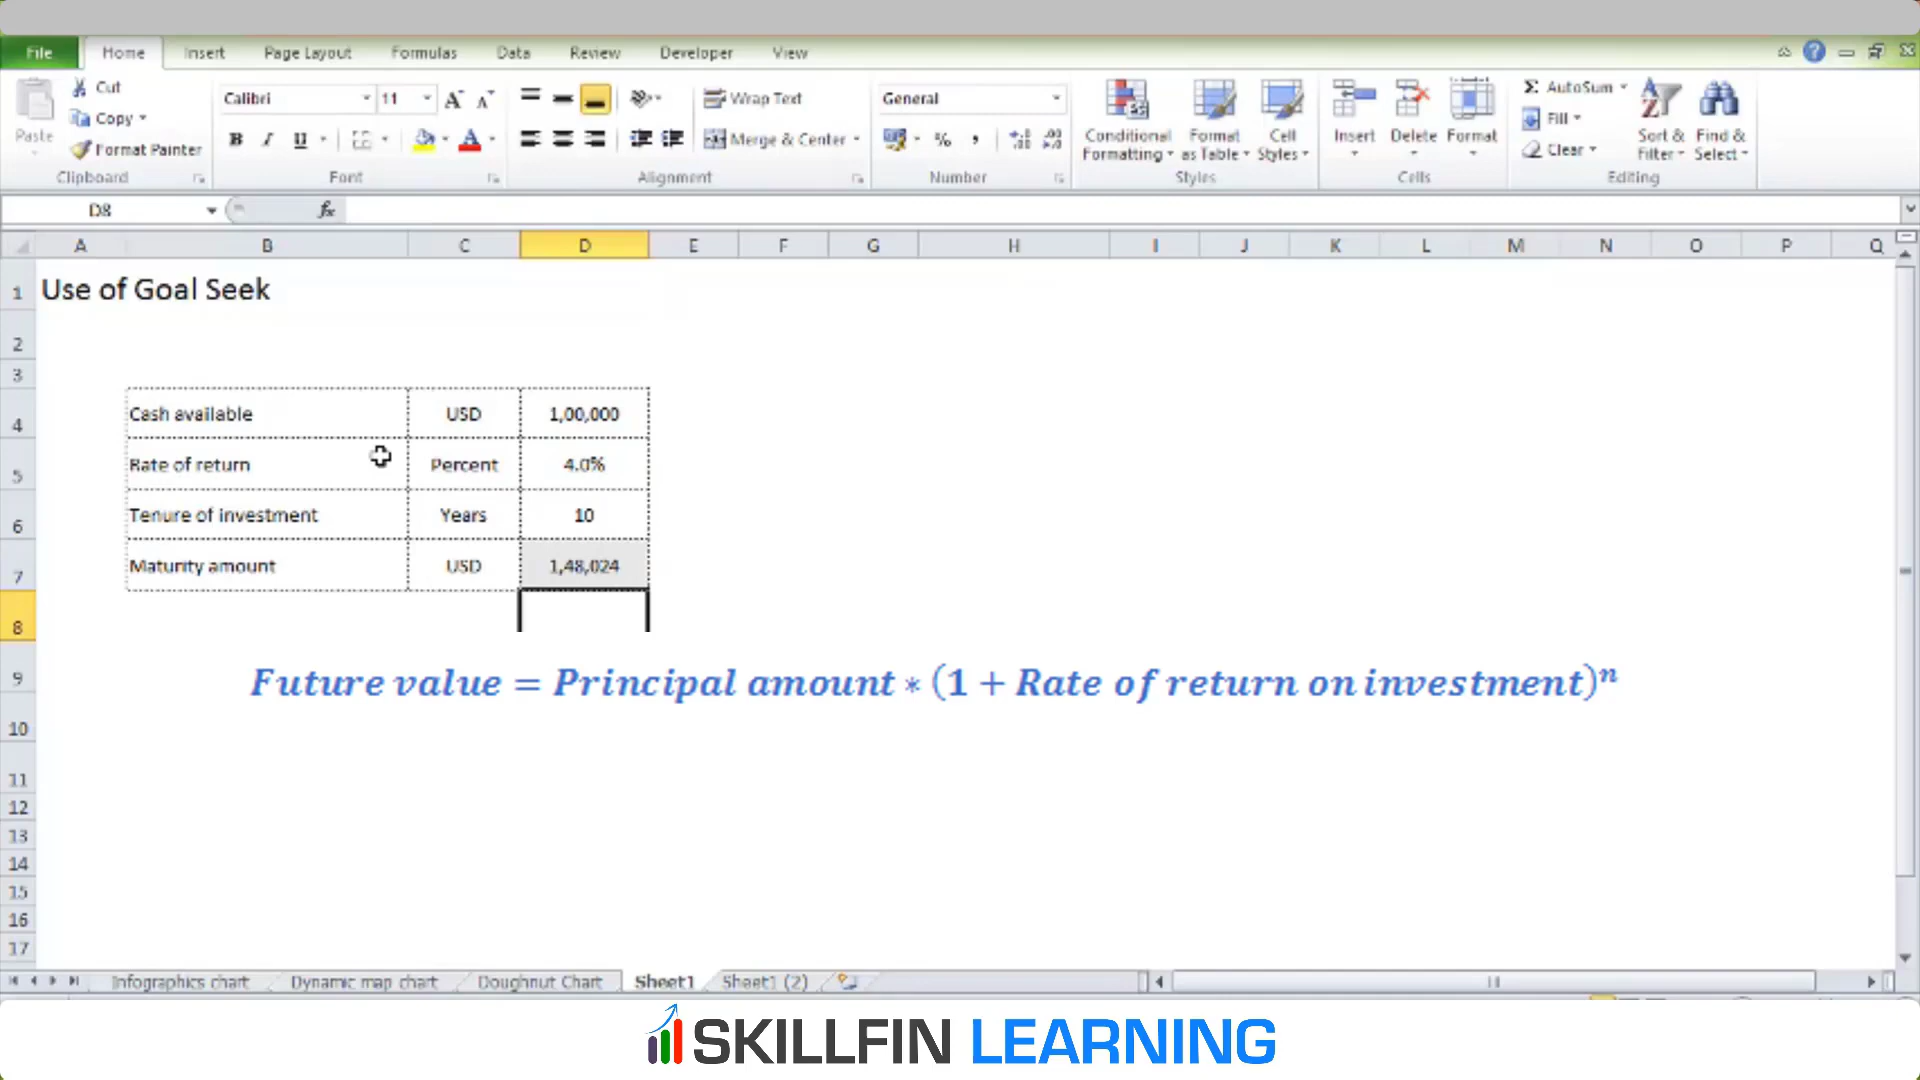 File Home Insert Page Layout Formulas Data Review Developer View
Cut
Copy
Format Painter
Paste
Clipboard
Calibri 11
B I U
Font
Wrap Text
Merge & Center
Alignment
General
% ,
Number
Conditional Formatting
Format as Table
Cell Styles
Styles
Insert Delete Format
Cells
Σ AutoSum
Fill
Clear
Sort & Filter
Find & Select
Editing
D8 fx
A B C D E F G H I J K L M N O P Q
1 Use of Goal Seek
2
3
4 Cash available USD 1,00,000
5 Rate of return Percent 4.0%
6 Tenure of investment Years 10
7 Maturity amount USD 1,48,024
8
9 Future value = Principal amount * (1 + Rate of return on investment)ⁿ
10
11
12
13
14
15
16
17
Infographics chart Dynamic map chart Doughnut Chart Sheet1 Sheet1 (2)
SKILLFIN LEARNING